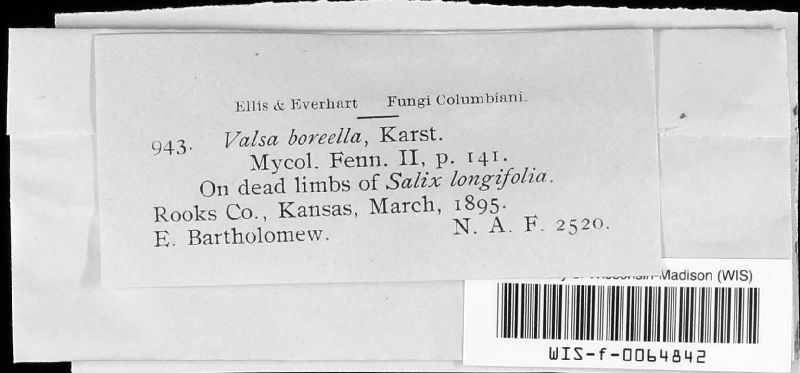 Ellis & Everhart Fungi Columbiani.
943. Valsa boreella, Karst.
Mycol. Fenn. II, p. 141.
On dead limbs of Salix longifolia.
Rooks Co., Kansas, March, 1895.
E. Bartholomew. N. A. F. 2520.
Madison (WIS)
WIS-f-0064842